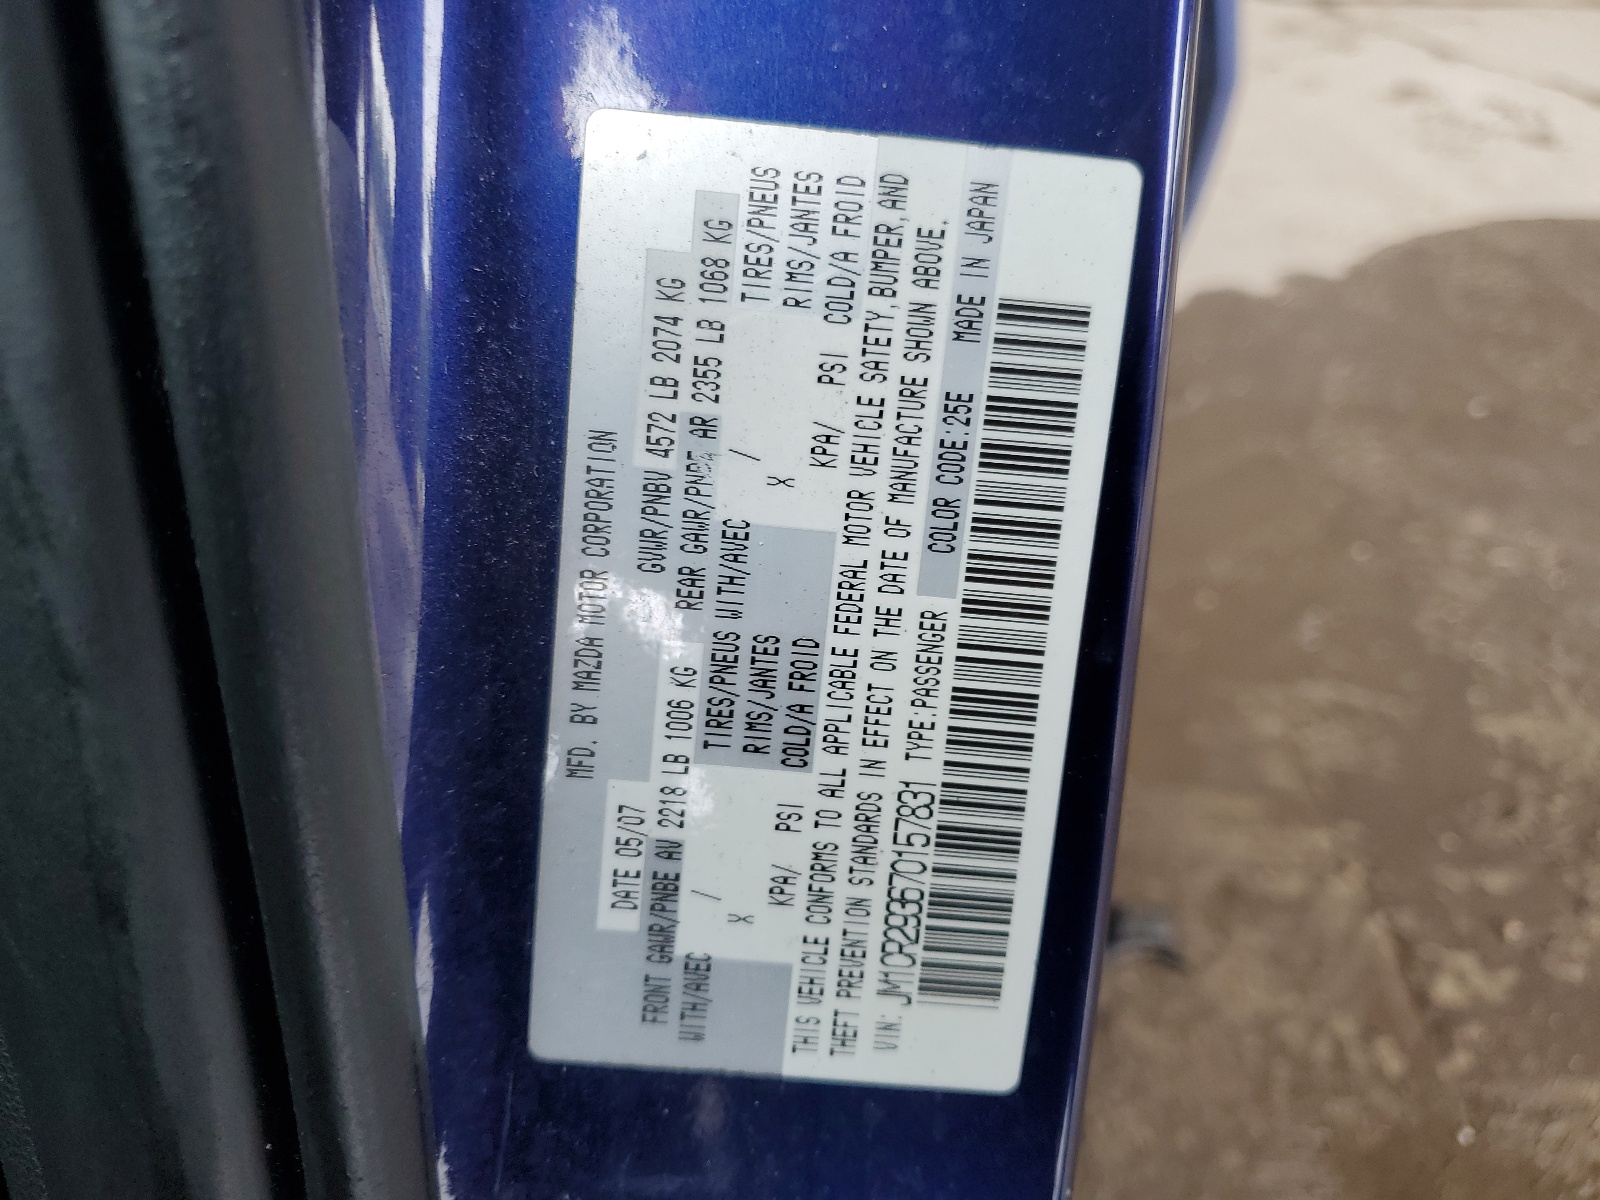 MFD. BY MAZDA MOTOR CORPORATION
DATE 05/07 GVWR/PNBV 4572 LB 2074 KG
FRONT GAWR/PNBE AV 2218 LB 1006 KG REAR GAWR/PNBE AR 2355 LB 1068 KG
WITH/AVEC / TIRES/PNEUS WITH/AVEC / TIRES/PNEUS
X RIMS/JANTES X RIMS/JANTES
KPA/ PSI COLD/A FROID KPA/ PSI COLD/A FROID
THIS VEHICLE CONFORMS TO ALL APPLICABLE FEDERAL MOTOR VEHICLE SATETY, BUMPER, AND
THEFT PREVENTION STANDARDS IN EFFECT ON THE DATE OF MANUFACTURE SHOWN ABOVE.
VIN: JM1CR293670157831 TYPE:PASSENGER COLOR CODE:25E MADE IN JAPAN